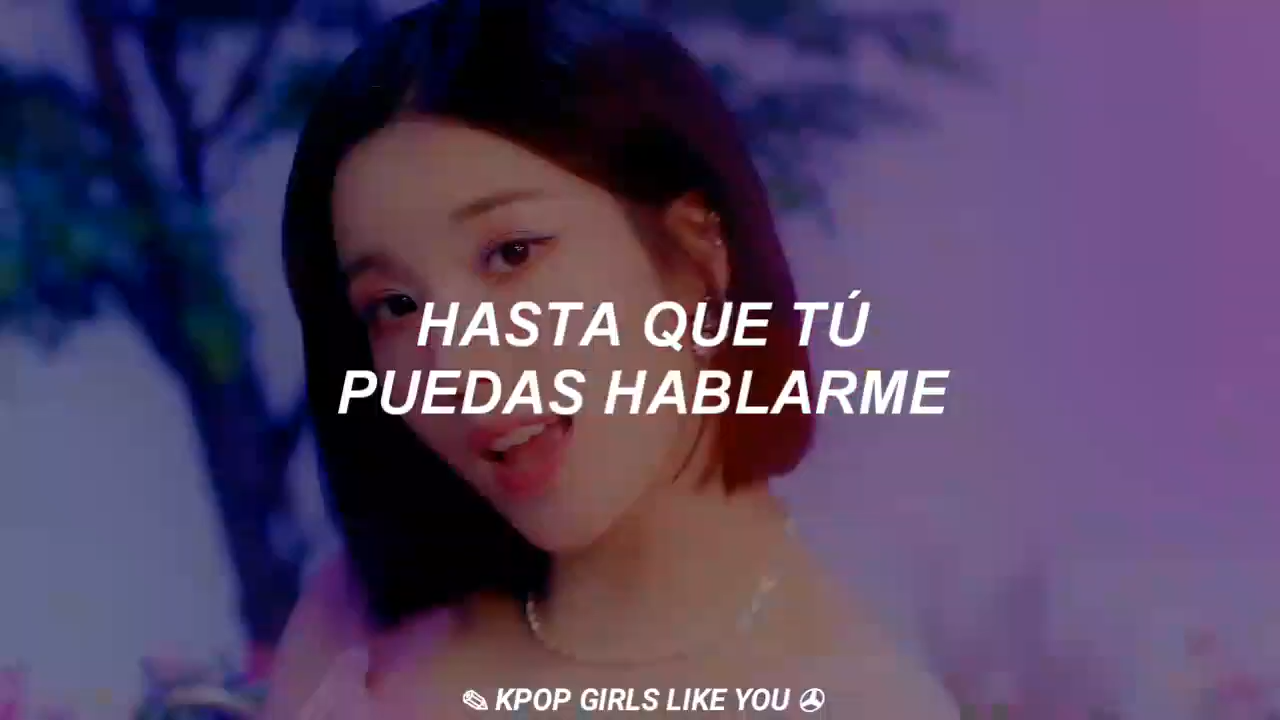 HASTA QUE TÚ
PUEDAS HABLARME
✎ KPOP GIRLS LIKE YOU ✇